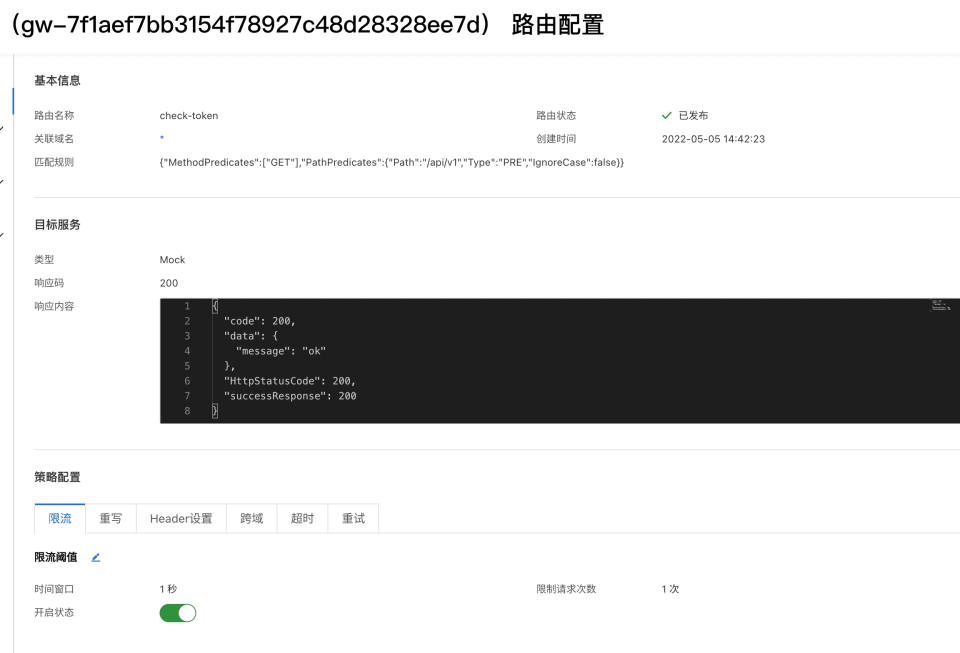 （gw-7f1aef7bb3154f78927c48d28328ee7d） 路由配置
基本信息
路由名称 check-token 路由状态 已发布
关联域名 * 创建时间 2022-05-05 14:42:23
匹配规则 {"MethodPredicates":["GET"],"PathPredicates":{"Path":"/api/v1","Type":"PRE","IgnoreCase":false}}
目标服务
类型 Mock
响应码 200
响应内容 1 {
2 "code": 200,
3 "data": {
4 "message": "ok"
5 },
6 "HttpStatusCode": 200,
7 "successResponse": 200
8 }
策略配置
限流 重写 Header设置 跨域 超时 重试
限流阈值
时间窗口 1 秒 限制请求次数 1 次
开启状态